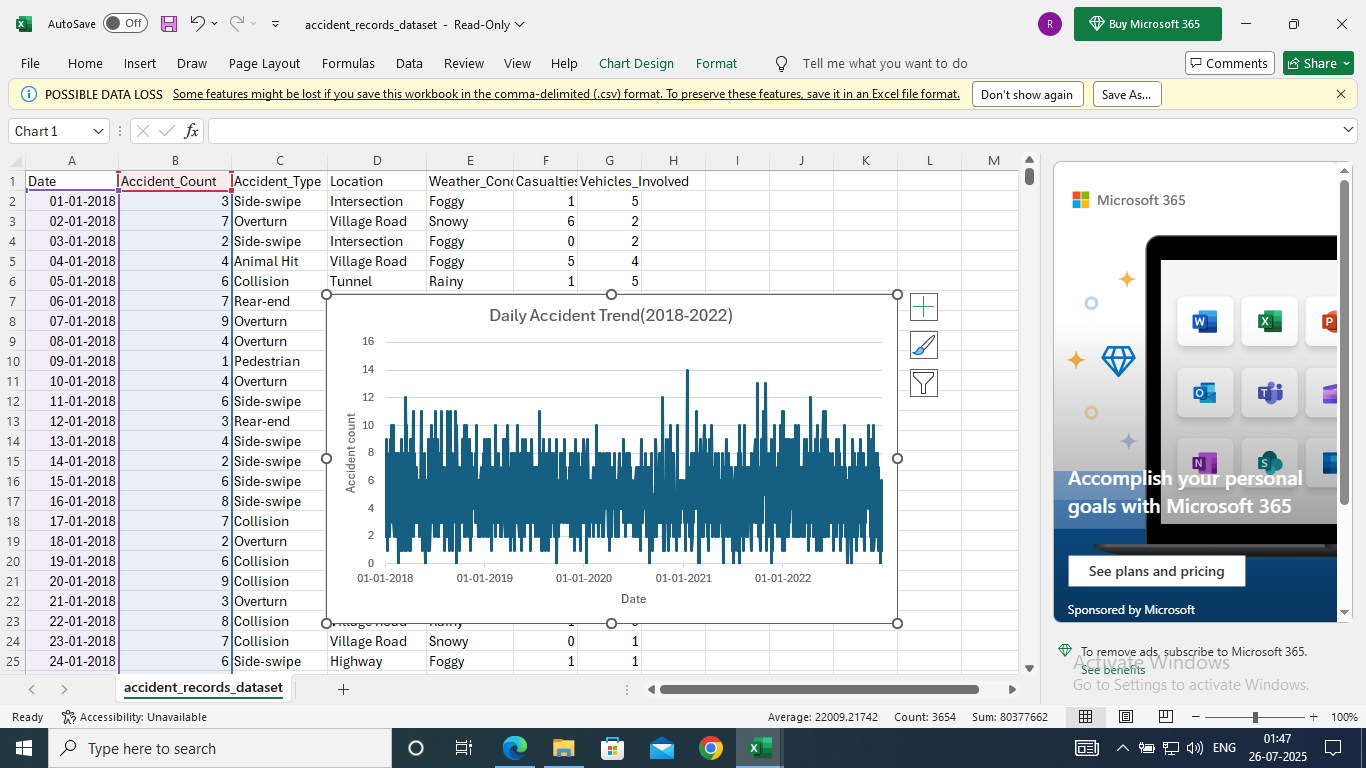 AutoSave Off accident_records_dataset - Read-Only R Buy Microsoft 365
File Home Insert Draw Page Layout Formulas Data Review View Help Chart Design Format Tell me what you want to do Comments Share
POSSIBLE DATA LOSS Some features might be lost if you save this workbook in the comma-delimited (.csv) format. To preserve these features, save it in an Excel file format. Don't show again Save As...
Chart 1 fx
A B C D E F G H I J K L M
1 Date Accident_Count Accident_Type Location Weather_Conc Casualties Vehicles_Involved
2 01-01-2018 3 Side-swipe Intersection Foggy 1 5
3 02-01-2018 7 Overturn Village Road Snowy 6 2
4 03-01-2018 2 Side-swipe Intersection Foggy 0 2
5 04-01-2018 4 Animal Hit Village Road Foggy 5 4
6 05-01-2018 6 Collision Tunnel Rainy 1 5
7 06-01-2018 7 Rear-end
8 07-01-2018 9 Overturn
9 08-01-2018 4 Overturn
10 09-01-2018 1 Pedestrian
11 10-01-2018 4 Overturn
12 11-01-2018 6 Side-swipe
13 12-01-2018 3 Rear-end
14 13-01-2018 4 Side-swipe
15 14-01-2018 2 Side-swipe
16 15-01-2018 6 Side-swipe
17 16-01-2018 8 Side-swipe
18 17-01-2018 7 Collision
19 18-01-2018 2 Overturn
20 19-01-2018 6 Collision
21 20-01-2018 9 Collision
22 21-01-2018 3 Overturn
23 22-01-2018 8 Collision
24 23-01-2018 7 Collision Village Road Snowy 0 1
25 24-01-2018 6 Side-swipe Highway Foggy 1 1
Daily Accident Trend(2018-2022)
16
14
12
10
8
6
4
2
0
Accident count
01-01-2018 01-01-2019 01-01-2020 01-01-2021 01-01-2022
Date
Microsoft 365
W X P
O T
N S
Accomplish your personal
goals with Microsoft 365
See plans and pricing
Sponsored by Microsoft
To remove ads, subscribe to Microsoft 365.
See benefits
Activate Windows
Go to Settings to activate Windows.
accident_records_dataset
Ready Accessibility: Unavailable Average: 22009.21742 Count: 3654 Sum: 80377662 100%
Type here to search ENG 01:47
26-07-2025